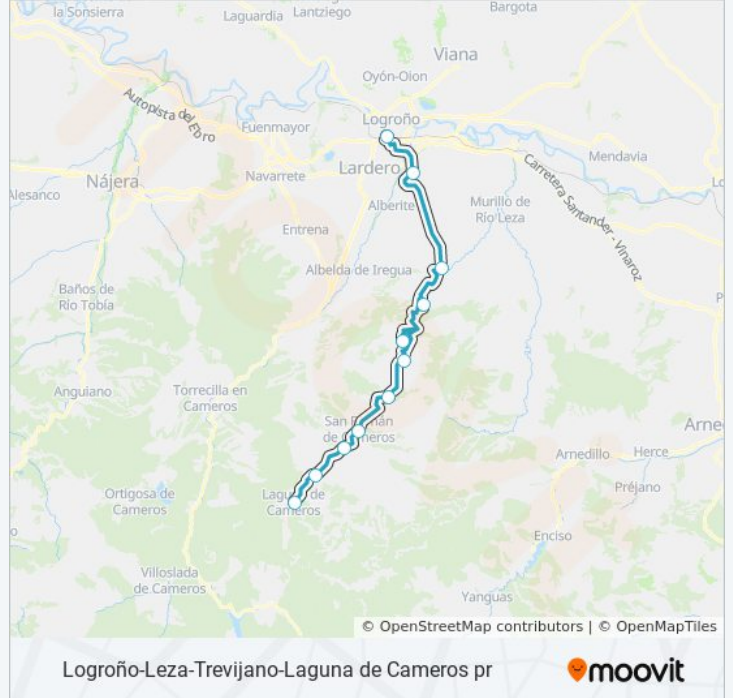 la Sonsierra
Laguardia
Lantziego
Bargota
Viana
Oyón-Oion
Autopista del Ebro
Logroño
Fuenmayor
Mendavia
Lardero
Navarrete
Nájera
Alesanco
Carretera Santander - Vinaroz
Alberite
Murillo de
Río Leza
Entrena
Albelda de Iregua
Baños de
Río Tobía
Anguiano
Torrecilla en
Cameros
San Román
de Cameros
Arne
Arnedillo
Herce
Préjano
Ortigosa de
Cameros
Laguna de
Cameros
Enciso
Villoslada
de Cameros
Yanguas
© OpenStreetMap contributors | © OpenMapTiles
Logroño-Leza-Trevijano-Laguna de Cameros pr
moovit